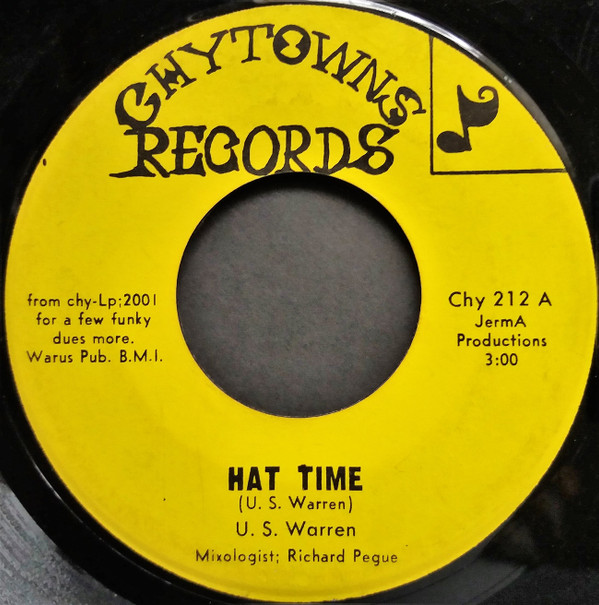 CHYTOWNS
RECORDS
from chy-Lp;2001
for a few funky
dues more.
Warus Pub. B.M.I.
Chy 212 A
JermA
Productions
3:00
HAT TIME
(U. S. Warren)
U. S. Warren
Mixologist; Richard Pegue